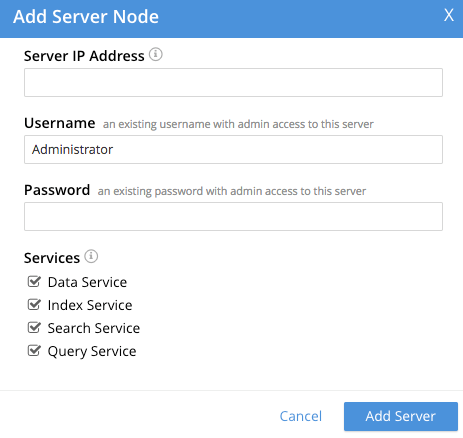 Add Server Node X
Server IP Address
Username an existing username with admin access to this server
Administrator
Password an existing password with admin access to this server
Services
Data Service
Index Service
Search Service
Query Service
Cancel Add Server